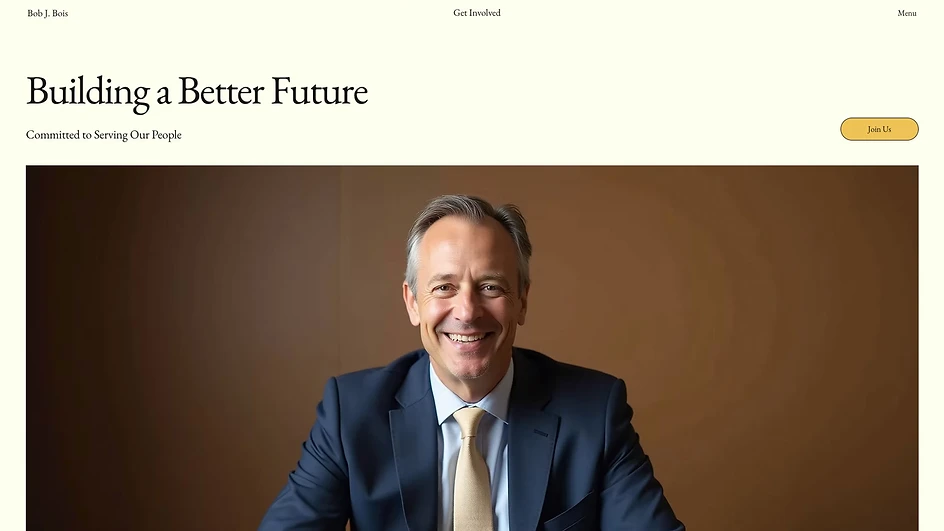 Bob J. Bois
Get Involved
Menu
Building a Better Future
Committed to Serving Our People
Join Us